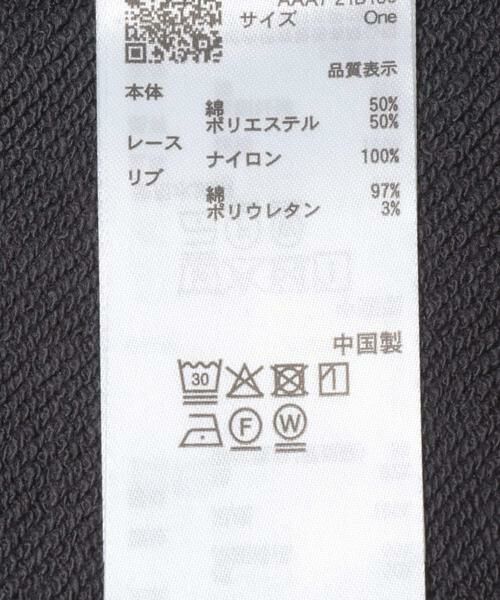 サイズ One
品質表示
本体
綿 50%
ポリエステル 50%
レース
ナイロン 100%
リブ
綿 97%
ポリウレタン 3%
中国製
30
F W